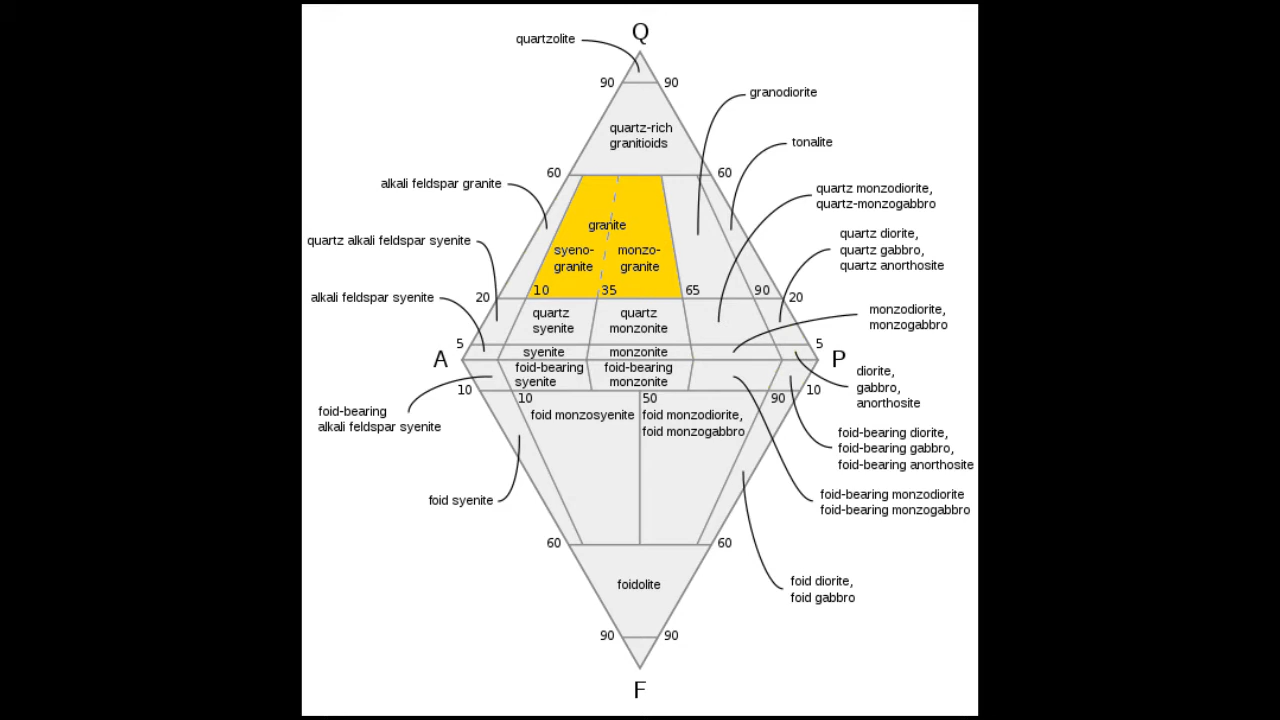 Q
quartzolite
90 90
granodiorite
quartz-rich
granitioids
tonalite
60 60
alkali feldspar granite
quartz monzodiorite,
quartz-monzogabbro
granite
quartz alkali feldspar syenite
quartz diorite,
quartz gabbro,
quartz anorthosite
syeno-
granite
monzo-
granite
alkali feldspar syenite
20 10 35 65 90 20
quartz
syenite
quartz
monzonite
monzodiorite,
monzogabbro
5 5
A P
syenite monzonite
foid-bearing
syenite
foid-bearing
monzonite
diorite,
gabbro,
anorthosite
10 10
10 50 90
foid-bearing
alkali feldspar syenite
foid monzosyenite
foid monzodiorite,
foid monzogabbro
foid-bearing diorite,
foid-bearing gabbro,
foid-bearing anorthosite
foid syenite
foid-bearing monzodiorite
foid-bearing monzogabbro
60 60
foidolite
foid diorite,
foid gabbro
90 90
F